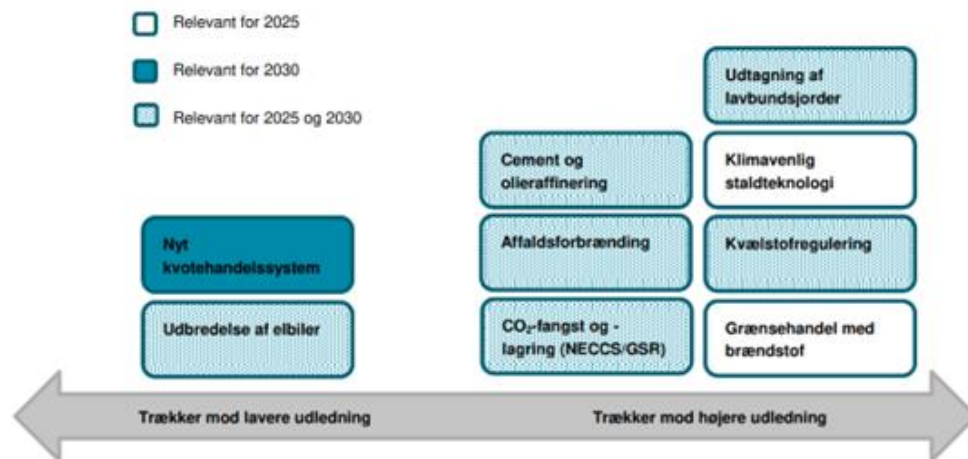 Relevant for 2025
Relevant for 2030
Relevant for 2025 og 2030
Udtagning af
lavbundsjorder
Cement og
olieraffinering
Klimavenlig
staldteknologi
Nyt
kvotehandelssystem
Affaldsforbrænding
Kvælstofregulering
Udbredelse af elbiler
CO₂-fangst og -
lagring (NECCS/GSR)
Grænsehandel med
brændstof
Trækker mod lavere udledning
Trækker mod højere udledning